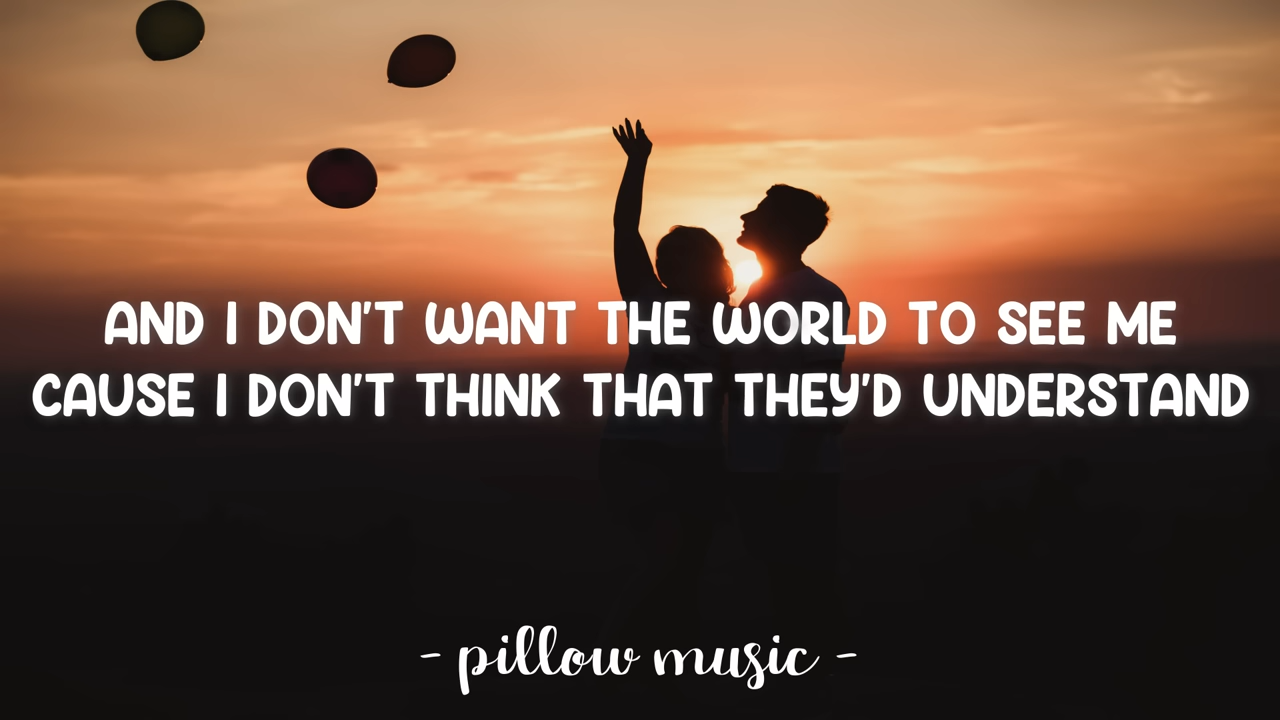 AND I DON'T WANT THE WORLD TO SEE ME
CAUSE I DON'T THINK THAT THEY'D UNDERSTAND
- pillow music -